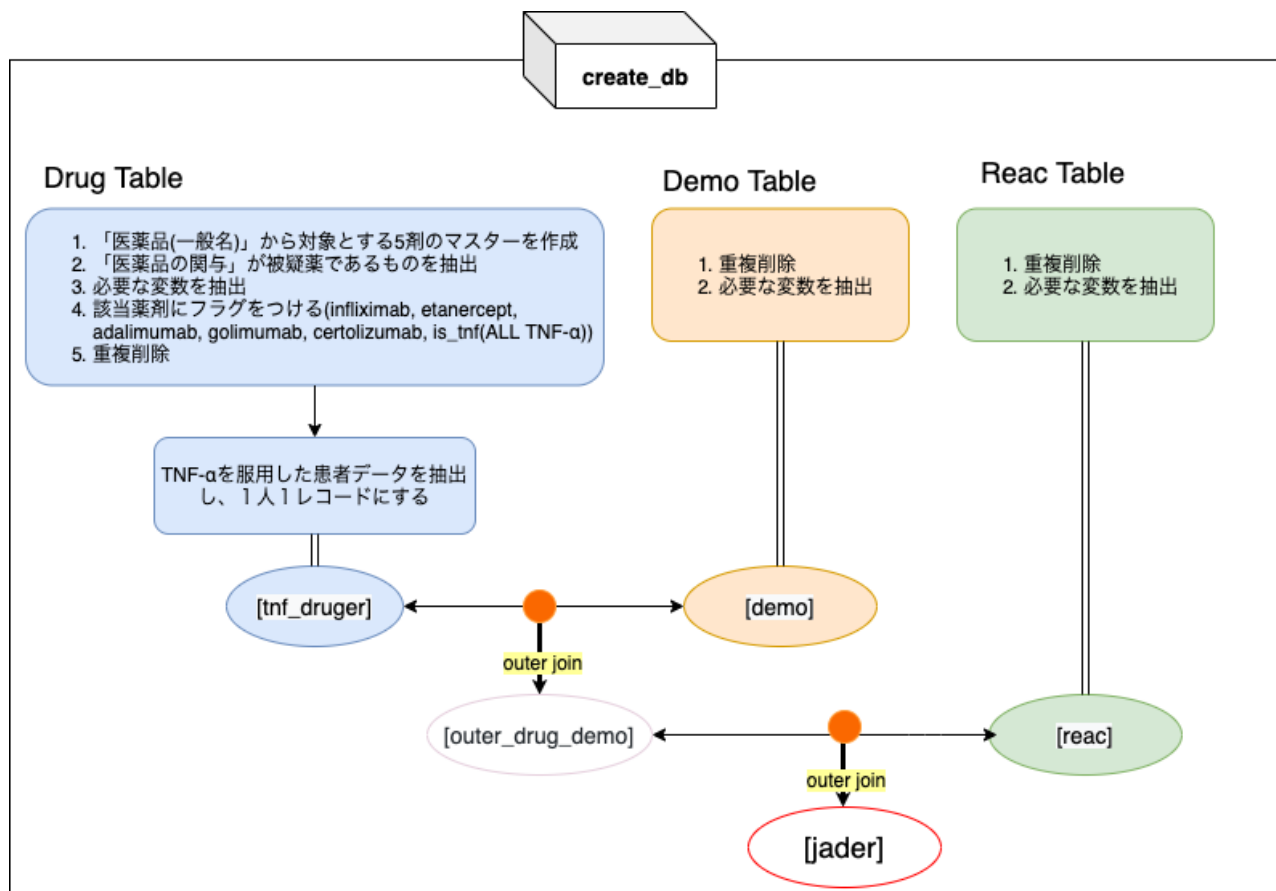 create_db
Drug Table
Demo Table
Reac Table
1. 「医薬品(一般名)」から対象とする5剤のマスターを作成
2. 「医薬品の関与」が被疑薬であるものを抽出
3. 必要な変数を抽出
4. 該当薬剤にフラグをつける(infliximab, etanercept,
adalimumab, golimumab, certolizumab, is_tnf(ALL TNF-α))
5. 重複削除
1. 重複削除
2. 必要な変数を抽出
1. 重複削除
2. 必要な変数を抽出
TNF-αを服用した患者データを抽出
し、１人１レコードにする
[tnf_druger]
[demo]
outer join
[outer_drug_demo]
[reac]
outer join
[jader]